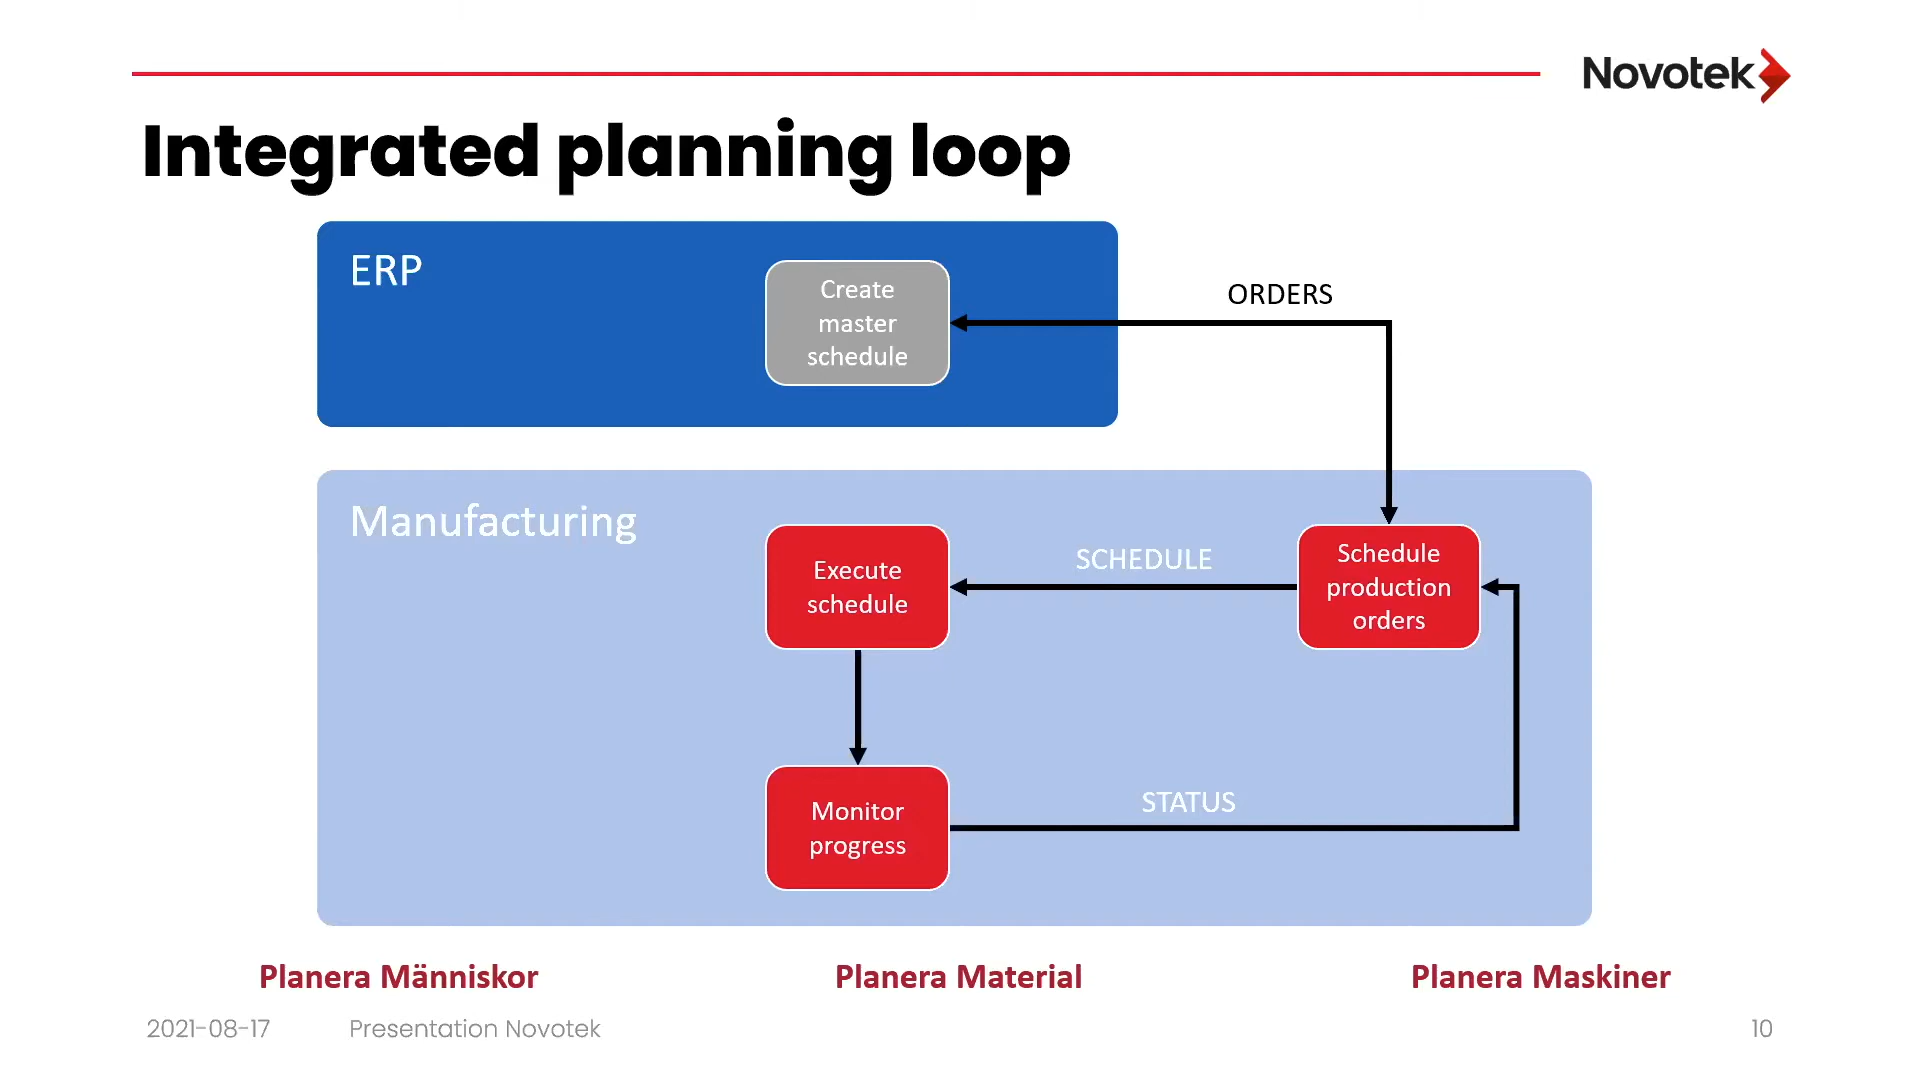 Novotek
Integrated planning loop
ERP
Create
master
schedule
ORDERS
Manufacturing
Execute
schedule
SCHEDULE
Schedule
production
orders
Monitor
progress
STATUS
Planera Människor
Planera Material
Planera Maskiner
2021-08-17
Presentation Novotek
10